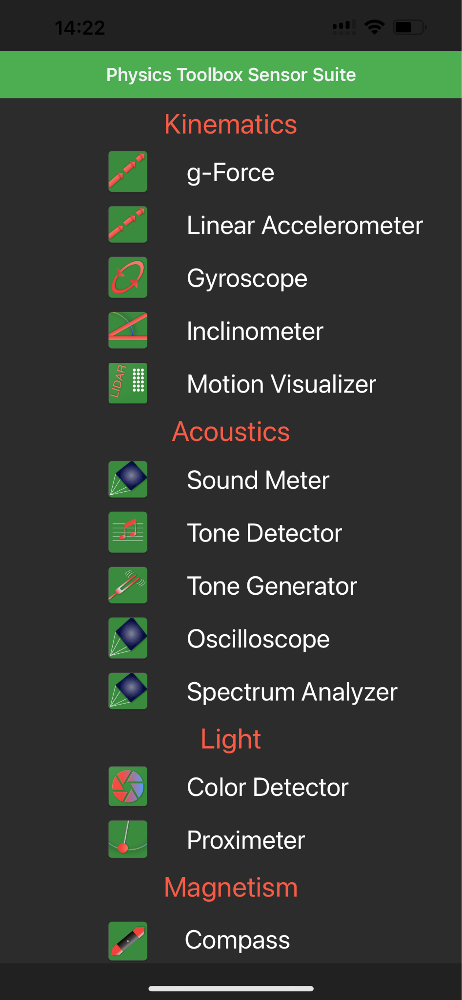 14:22
Physics Toolbox Sensor Suite
Kinematics
g-Force
Linear Accelerometer
Gyroscope
Inclinometer
LIDAR
Motion Visualizer
Acoustics
Sound Meter
Tone Detector
Tone Generator
Oscilloscope
Spectrum Analyzer
Light
Color Detector
Proximeter
Magnetism
Compass